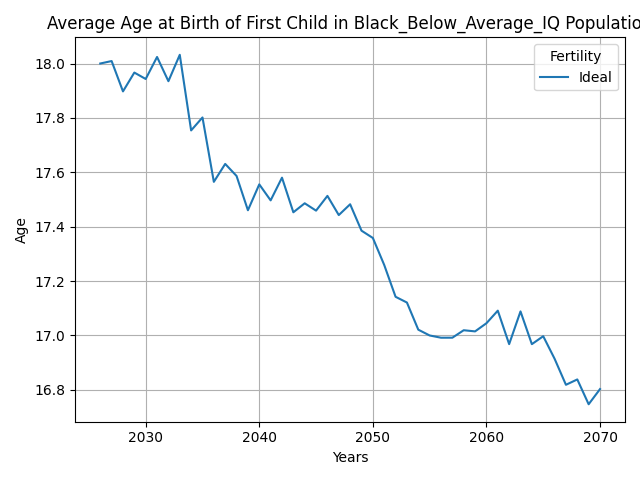 Average Age at Birth of First Child in Black_Below_Average_IQ Populatio
Fertility
Ideal
18.0
17.8
17.6
17.4
17.2
17.0
16.8
Age
2030 2040 2050 2060 2070
Years